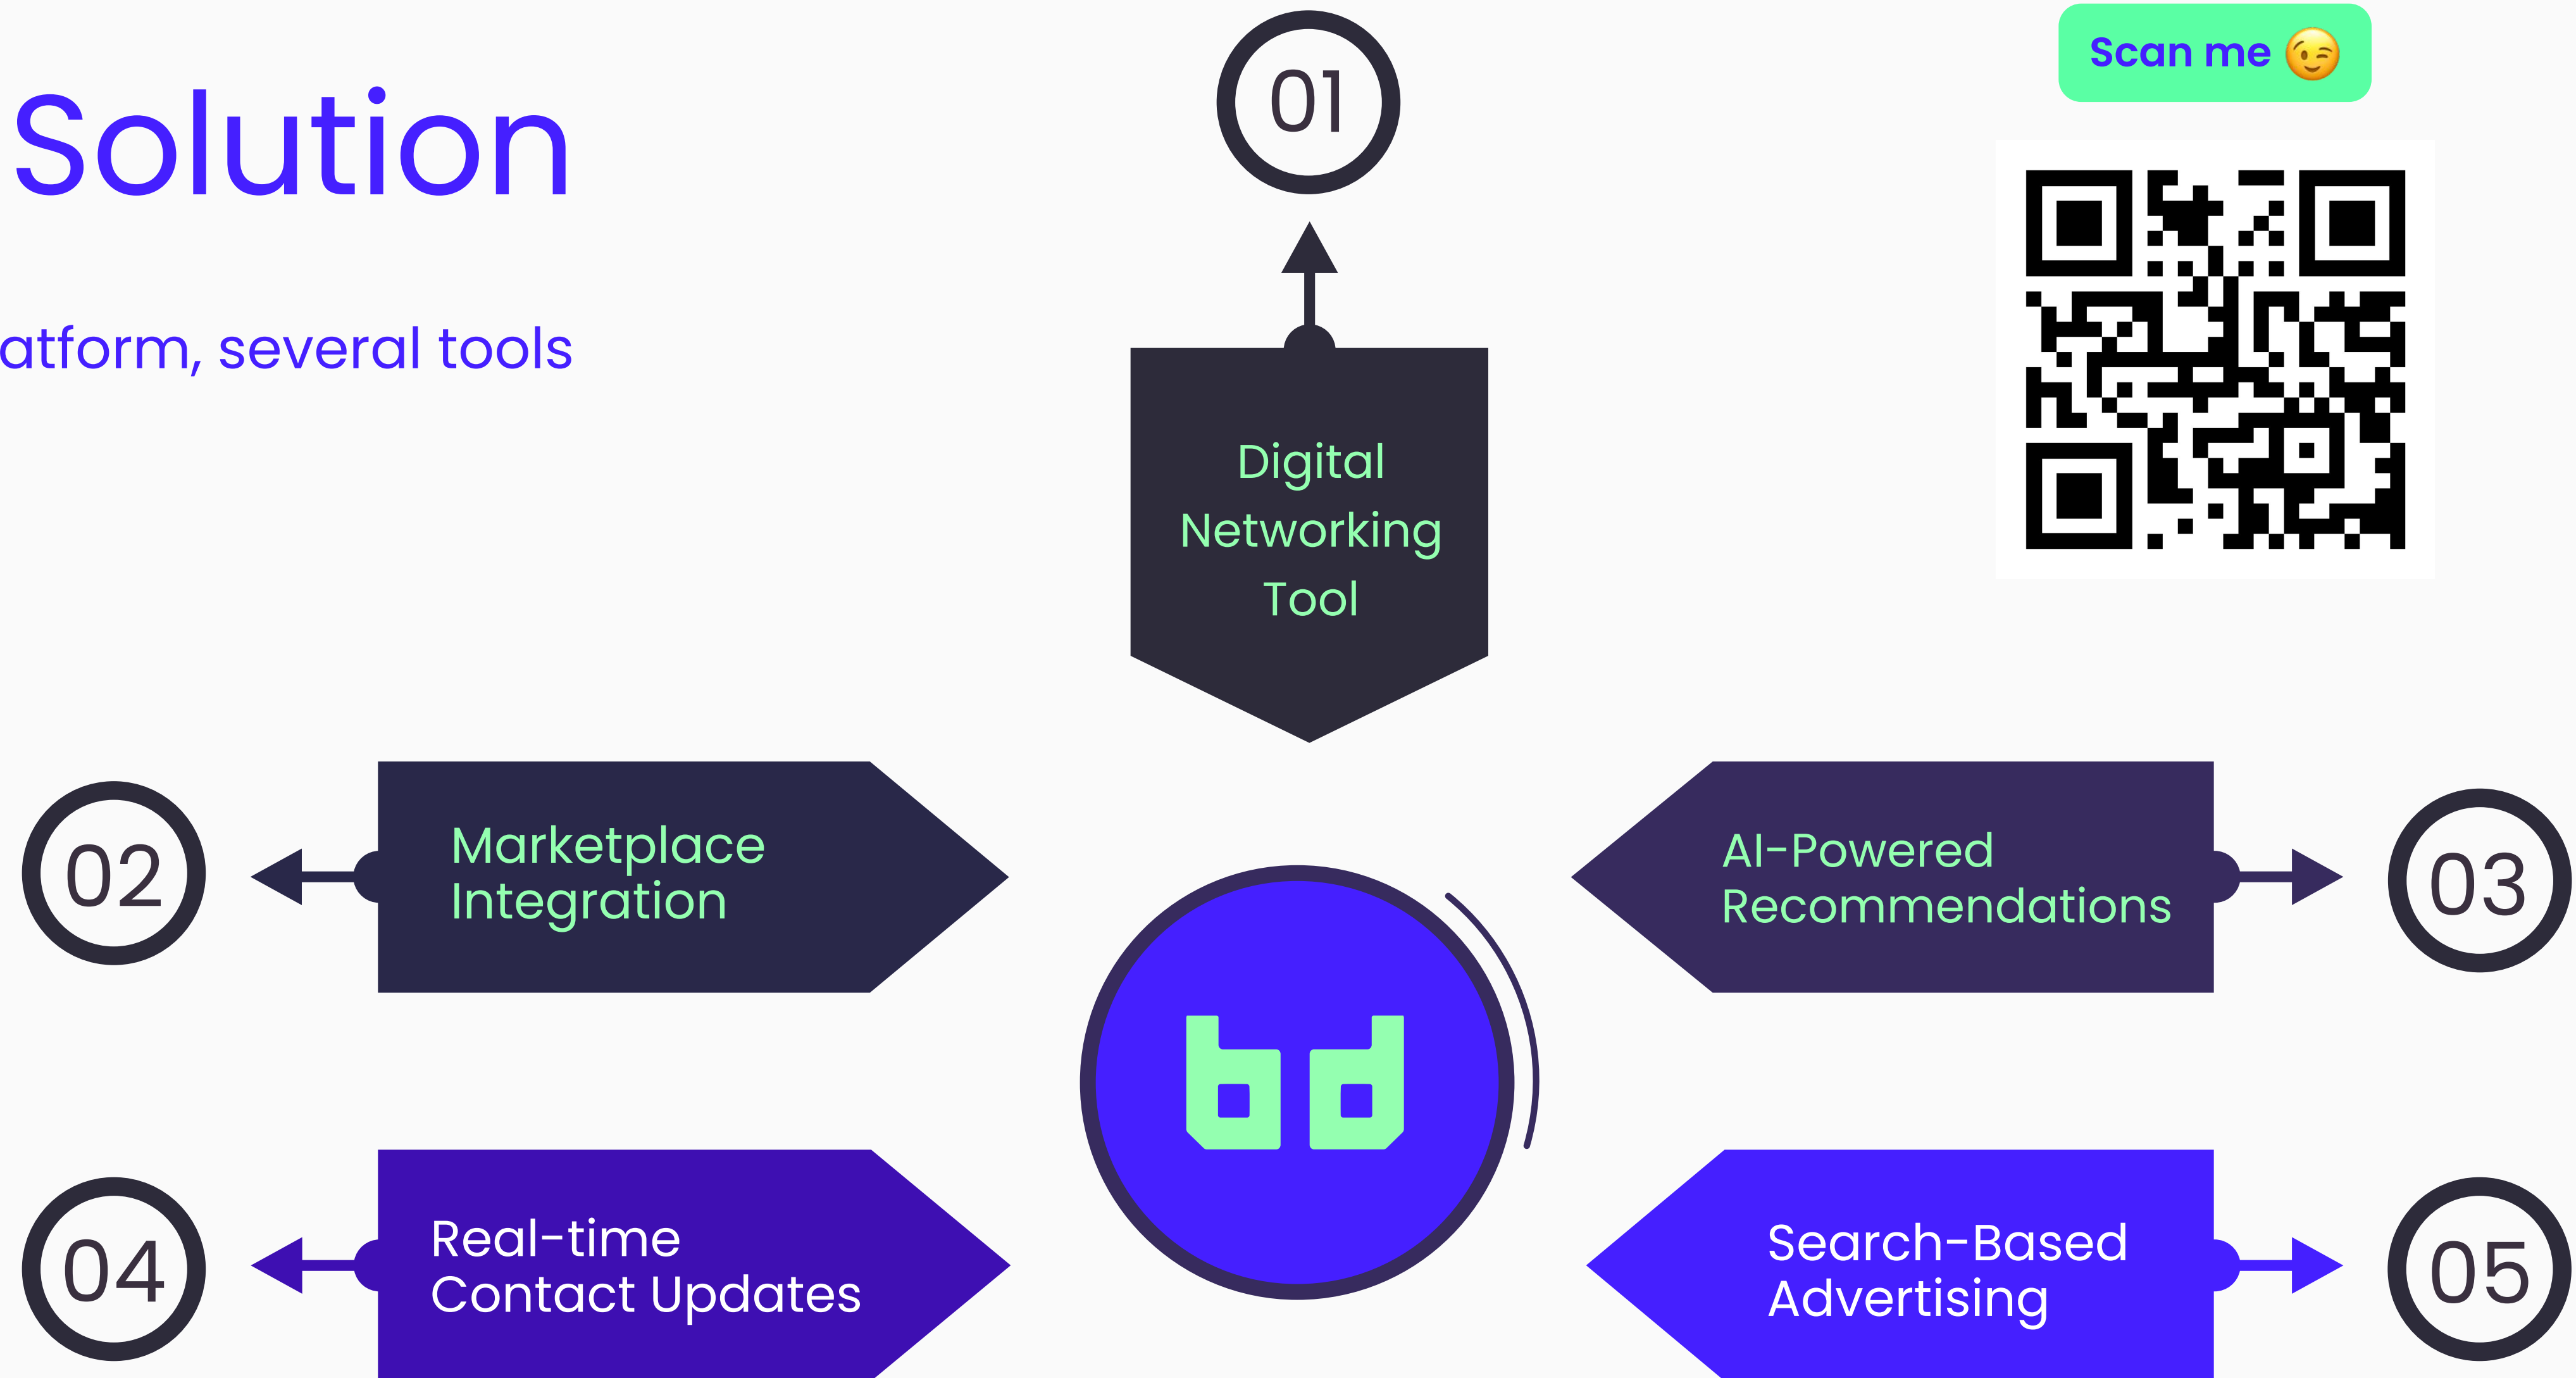 Solution
atform, several tools
01
Scan me 😉
Digital
Networking
Tool
02
Marketplace
Integration
AI-Powered
Recommendations
03
bd
04
Real-time
Contact Updates
Search-Based
Advertising
05